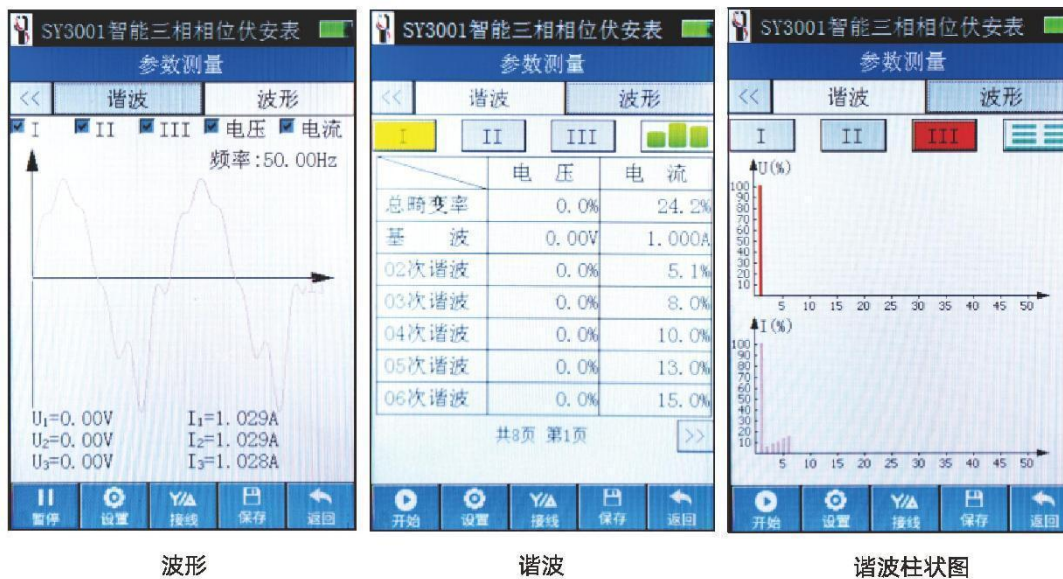 SY3001智能三相相位伏安表
参数测量
<< 谐波 波形
I II III 电压 电流
频率:50.00Hz
U₁=0.00V I₁=1.029A
U₂=0.00V I₂=1.029A
U₃=0.00V I₃=1.028A
暂停 设置 Y/△ 接线 保存 返回
波形
SY3001智能三相相位伏安表
参数测量
<< 谐波 波形
I II III
电 压 电 流
总畸变率 0.0% 24.2%
基 波 0.00V 1.000A
02次谐波 0.0% 5.1%
03次谐波 0.0% 8.0%
04次谐波 0.0% 10.0%
05次谐波 0.0% 13.0%
06次谐波 0.0% 15.0%
共8页 第1页 >>
开始 设置 Y/△ 接线 保存 返回
谐波
SY3001智能三相相位伏安表
参数测量
<< 谐波 波形
I II III
U(%)
100
90
80
70
60
50
40
30
20
10
5 10 15 20 25 30 35 40 45 50
I(%)
100
90
80
70
60
50
40
30
20
10
5 10 15 20 25 30 35 40 45 50
开始 设置 Y/△ 接线 保存 返回
谐波柱状图